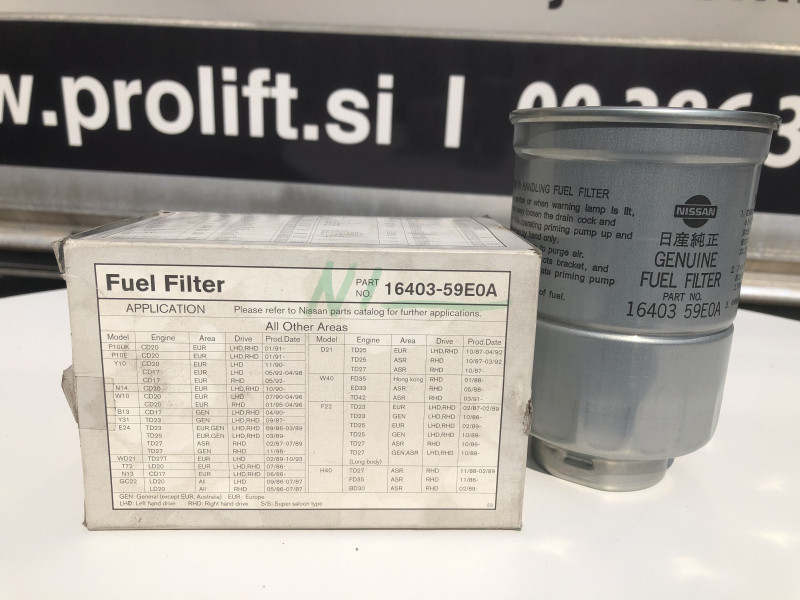 w.prolift.si I 00 386 3
Fuel Filter PART NO. 16403-59E0A
APPLICATION Please refer to Nissan parts catalog for further applications.
All Other Areas
Model Engine Area Drive Prod.Date
P10UK CD20 EUR LHD,RHD 01/91-
P10E CD20 EUR LHD,RHD 01/91-
Y10 CD20 EUR LHD 11/90-
CD17 EUR LHD 05/92-04/96
CD17 EUR RHD 05/92-
N14 CD20 EUR LHD,RHD 10/90-
W10 CD20 EUR LHD 07/90-04/96
CD20 EUR RHD 01/95-04/96
B13 CD17 GEN LHD,RHD 04/90-
Y31 TD23 GEN LHD,RHD 09/87-
E24 TD23 EUR,GEN LHD,RHD 09/86-03/89
TD25 EUR,GEN LHD,RHD 03/89-
TD27 ASR RHD 02/87-07/87
TD27 GEN RHD 11/98-
WD21 TD27T EUR LHD 02/89-10/93
T72 LD20 EUR LHD,RHD 07/86-
N13 CD17 EUR LHD,RHD 06/86-
GC22 LD20 All LHD 09/86-07/87
LD20 All RHD 05/86-07/87
Model Engine Area Drive Prod.Date
D21 TD25 EUR LHD,RHD 10/87-04/92
TD25 ASR RHD 10/87-03/92
TD27 ASR RHD 10/87-
W40 FD35 Hong kong RHD 01/88-
ED33 ASR RHD 05/88-
TD42 ASR RHD 03/91-
F22 TD23 EUR LHD,RHD 02/87-02/89
TD23 GEN LHD,RHD 10/86-
TD25 EUR LHD,RHD 02/89-
TD25 GEN LHD,RHD 10/86-
TD27 ASR LHD,RHD 10/86-
TD27 GEN,ASR LHD,RHD 10/88-
(Long body)
H40 TD27 ASR RHD 11/88-02/89
FD35 ASR RHD 11/86-
BD30 ASR RHD 02/89-
GEN: General (except EUR, Australia) EUR : Europe
LHD : Left hand drive RHD: Right hand drive S/S: Super saloon type
HANDLING FUEL FILTER
or when warning lamp is lit,
loosen the drain cock and
operating priming pump up and
by hand only.
to purge air.
bracket, and
priming pump
of fuel.
NISSAN
日産純正
GENUINE
FUEL FILTER
PART NO.
16403 59E0A